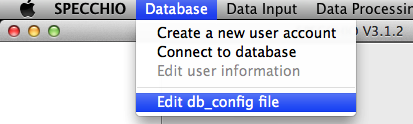 SPECCHIO Database Data Input Data Processing
V3.1.2
Create a new user account
Connect to database
Edit user information
Edit db_config file